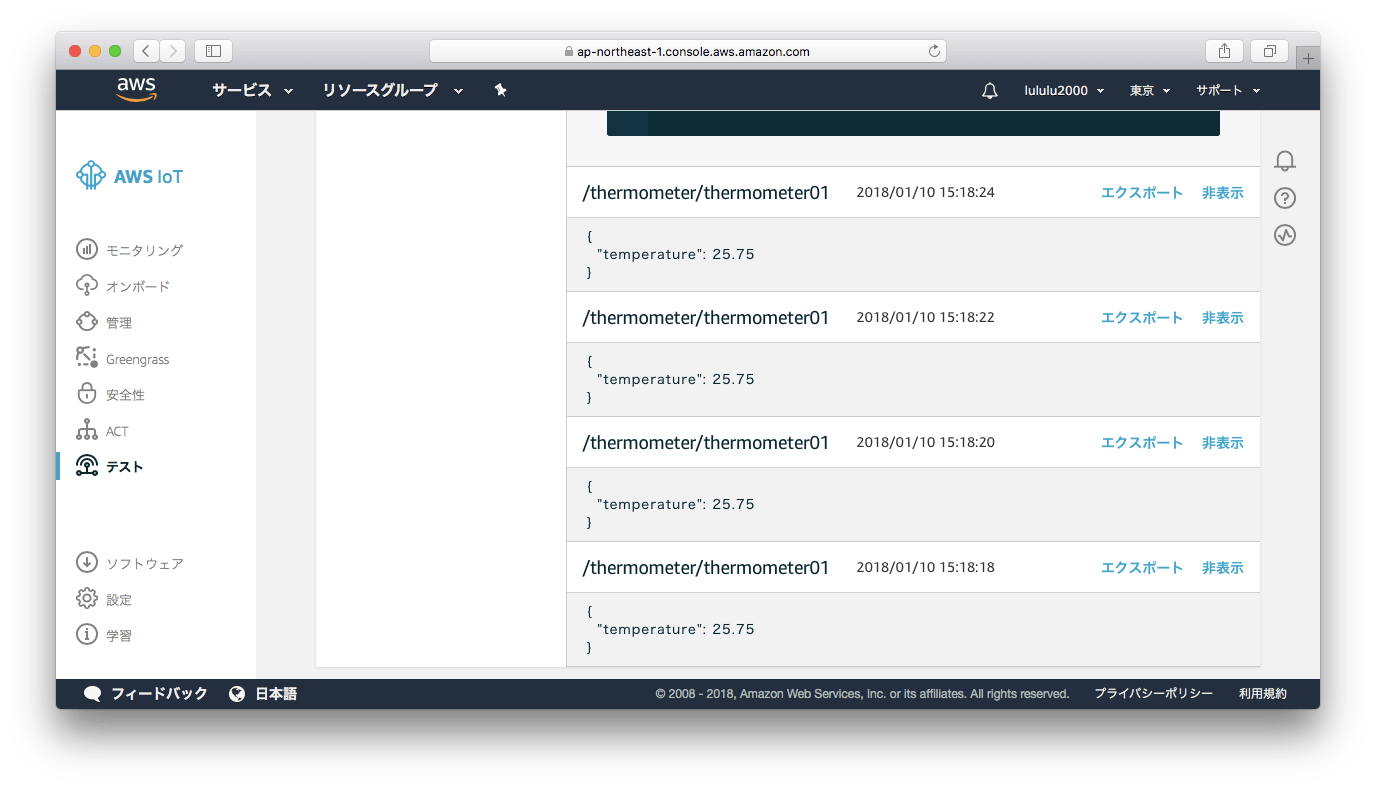 ap-northeast-1.console.aws.amazon.com
aws サービス リソースグループ lululu2000 東京 サポート
AWS IoT
モニタリング
オンボード
管理
Greengrass
安全性
ACT
テスト
ソフトウェア
設定
学習
/thermometer/thermometer01 2018/01/10 15:18:24 エクスポート 非表示
{
"temperature": 25.75
}
/thermometer/thermometer01 2018/01/10 15:18:22 エクスポート 非表示
{
"temperature": 25.75
}
/thermometer/thermometer01 2018/01/10 15:18:20 エクスポート 非表示
{
"temperature": 25.75
}
/thermometer/thermometer01 2018/01/10 15:18:18 エクスポート 非表示
{
"temperature": 25.75
}
フィードバック 日本語 © 2008 - 2018, Amazon Web Services, Inc. or its affiliates. All rights reserved. プライバシーポリシー 利用規約